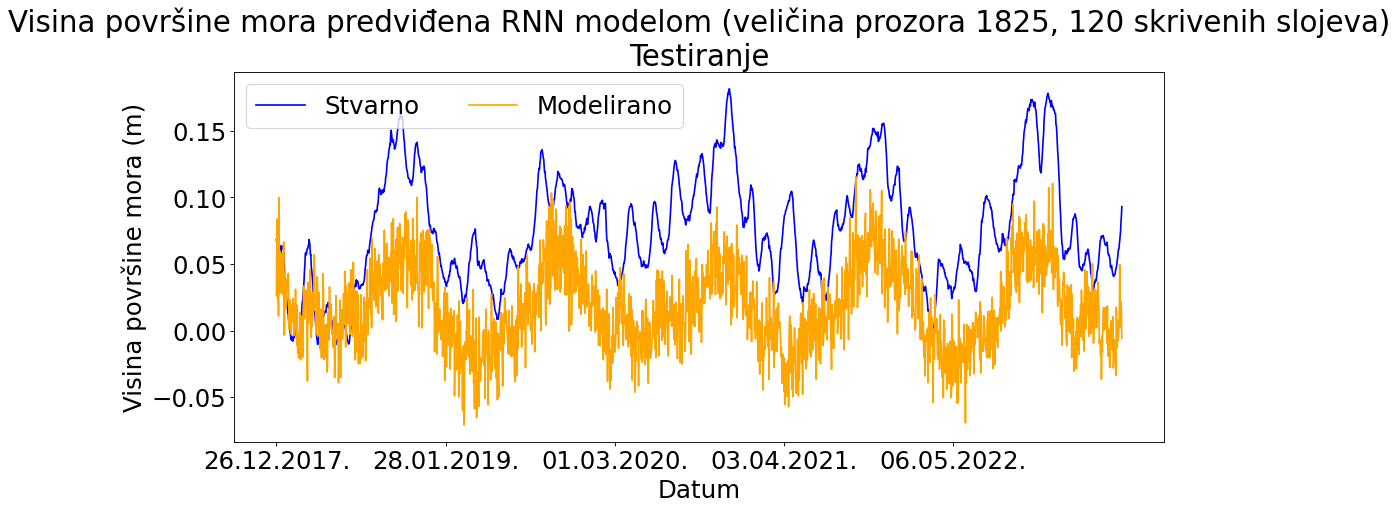 Visina površine mora predviđena RNN modelom (veličina prozora 1825, 120 skrivenih slojeva)
Testiranje
Stvarno Modelirano
Visina površine mora (m)
0.15
0.10
0.05
0.00
−0.05
26.12.2017. 28.01.2019. 01.03.2020. 03.04.2021. 06.05.2022.
Datum